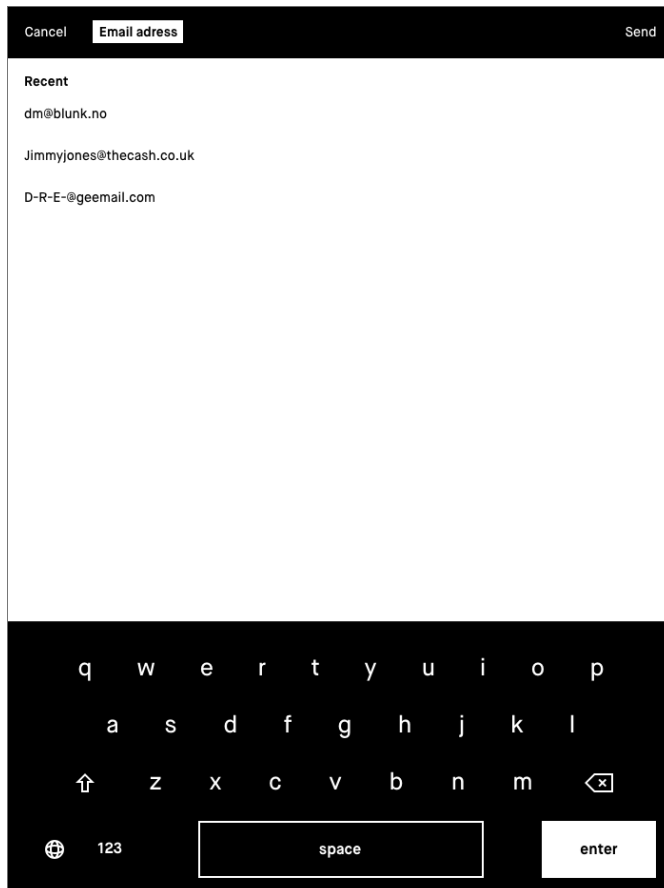 Cancel Email adress Send
Recent
dm@blunk.no
Jimmyjones@thecash.co.uk
D-R-E-@geemail.com
q w e r t y u i o p
a s d f g h j k l
z x c v b n m
123 space enter